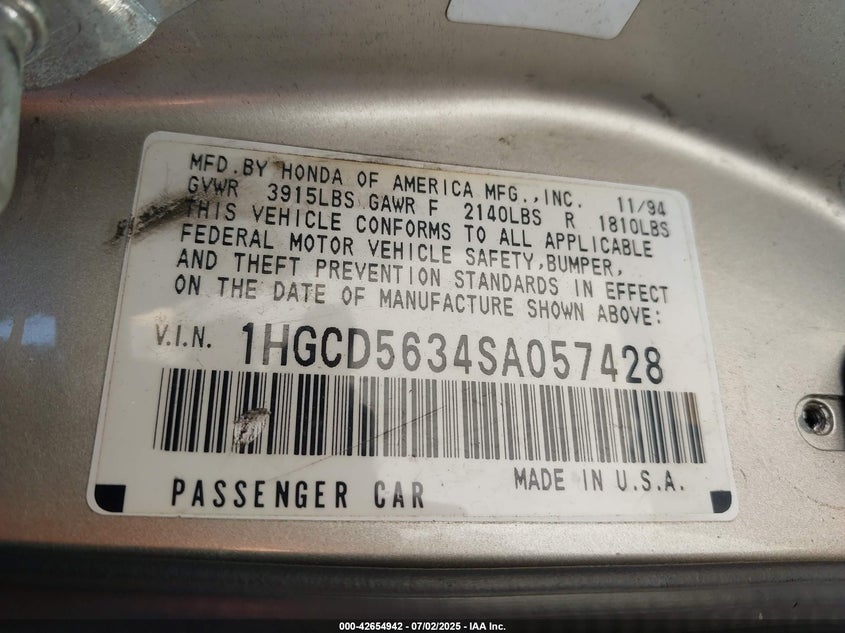 MFD.BY HONDA OF AMERICA MFG.,INC. 11/94
GVWR 3915LBS GAWR F 2140LBS R 1810LBS
THIS VEHICLE CONFORMS TO ALL APPLICABLE
FEDERAL MOTOR VEHICLE SAFETY,BUMPER,
AND THEFT PREVENTION STANDARDS IN EFFECT
ON THE DATE OF MANUFACTURE SHOWN ABOVE:
V.I.N. 1HGCD5634SA057428
PASSENGER CAR MADE IN U.S.A.
000-42654942 / 07/02/2025 - IAA Inc.